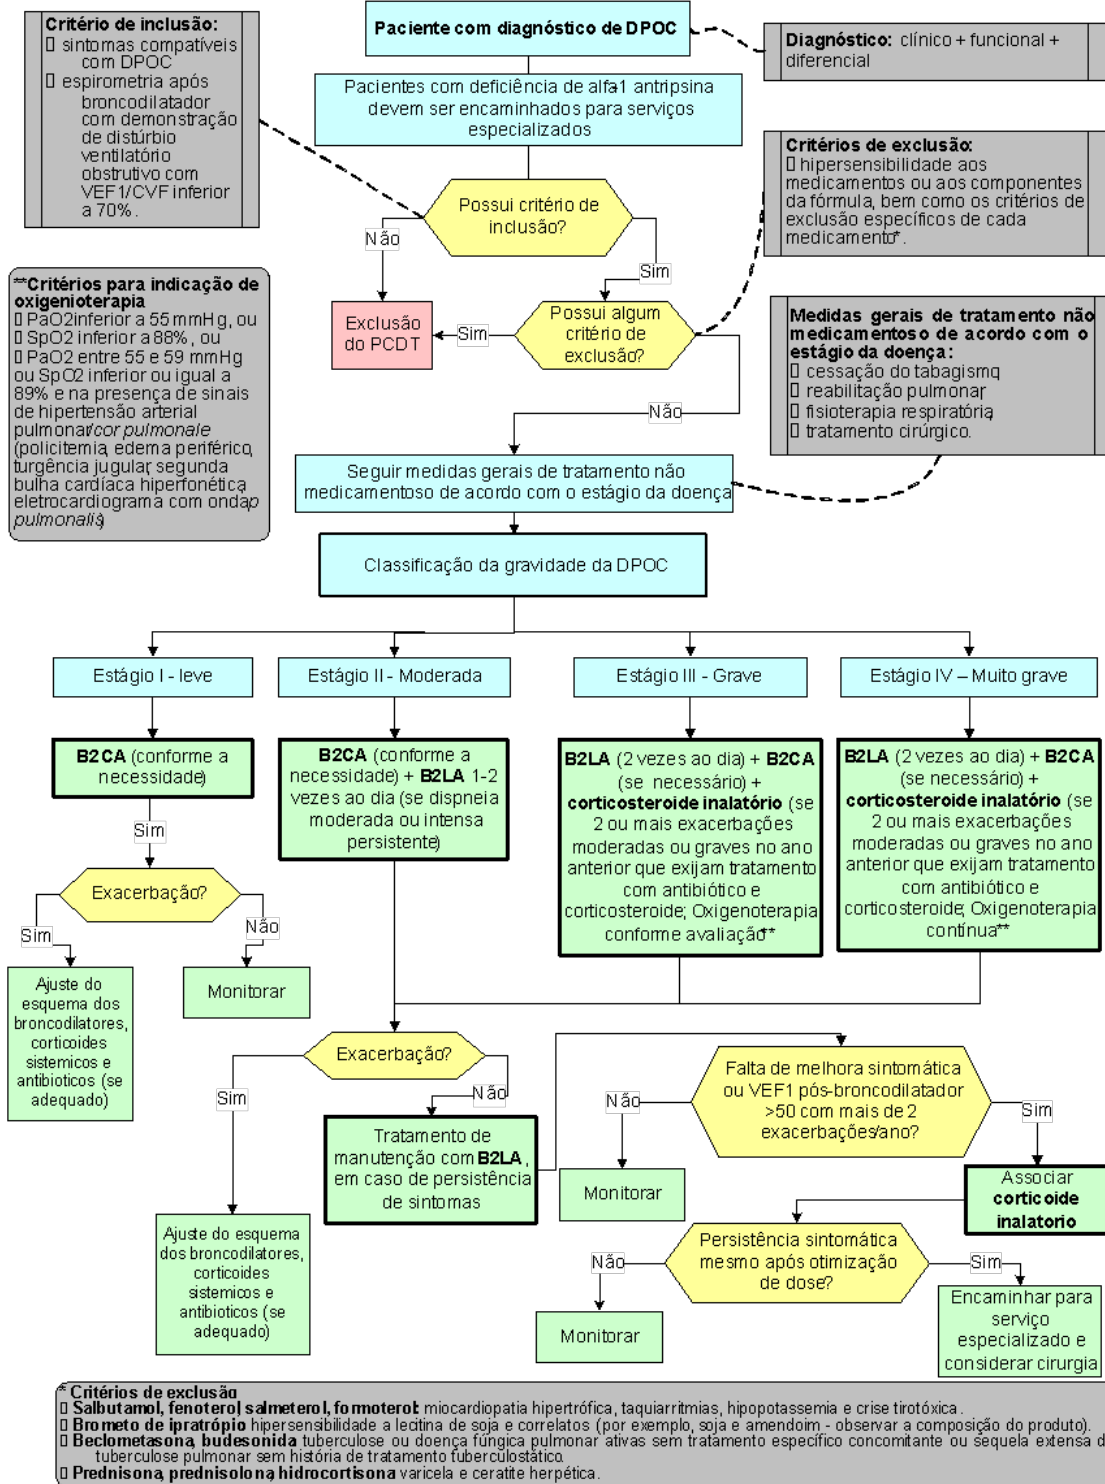 Critério de inclusão:
▯ sintomas compatíveis
com DPOC
▯ espirometria após
broncodilatador
com demonstração
de distúrbio
ventilatório
obstrutivo com
VEF1/CVF inferior
a 70%.
Paciente com diagnóstico de DPOC
Diagnóstico: clínico + funcional +
diferencial
Pacientes com deficiência de alfa-1 antripsina
devem ser encaminhados para serviços
especializados
Critérios de exclusão:
▯ hipersensibilidade aos
medicamentos ou aos componentes
da fórmula, bem como os critérios de
exclusão específicos de cada
medicamento*.
Possui critério de
inclusão?
Não
Sim
**Critérios para indicação de
oxigenioterapia
▯ PaO2 inferior a 55 mmHg, ou
▯ SpO2 inferior a 88%, ou
▯ PaO2 entre 55 e 59 mmHg
ou SpO2 inferior ou igual a
89% e na presença de sinais
de hipertensão arterial
pulmonar/cor pulmonale
(policitemia, edema periférico,
turgência jugular, segunda
bulha cardíaca hiperfonética,
eletrocardiograma com onda p
pulmonalis)
Exclusão
do PCDT
Sim
Possui algum
critério de
exclusão?
Não
Medidas gerais de tratamento não
medicamentoso de acordo com o
estágio da doença:
▯ cessação do tabagismo,
▯ reabilitação pulmonar,
▯ fisioterapia respiratória,
▯ tratamento cirúrgico.
Seguir medidas gerais de tratamento não
medicamentoso de acordo com o estágio da doença
Classificação da gravidade da DPOC
Estágio I - leve
Estágio II - Moderada
Estágio III - Grave
Estágio IV – Muito grave
B2CA (conforme a
necessidade)
B2CA (conforme a
necessidade) + B2LA 1-2
vezes ao dia (se dispneia
moderada ou intensa
persistente)
B2LA (2 vezes ao dia) + B2CA
(se necessário) +
corticosteroide inalatório (se
2 ou mais exacerbações
moderadas ou graves no ano
anterior que exijam tratamento
com antibiótico e
corticosteroide; Oxigenoterapia
conforme avaliação**
B2LA (2 vezes ao dia) + B2CA
(se necessário) +
corticosteroide inalatório (se
2 ou mais exacerbações
moderadas ou graves no ano
anterior que exijam tratamento
com antibiótico e
corticosteroide; Oxigenoterapia
contínua**
Sim
Exacerbação?
Sim
Não
Ajuste do
esquema dos
broncodilatores,
corticoides
sistemicos e
antibioticos (se
adequado)
Monitorar
Exacerbação?
Sim
Não
Ajuste do esquema
dos broncodilatores,
corticoides
sistemicos e
antibioticos (se
adequado)
Tratamento de
manutenção com B2LA,
em caso de persistência
de sintomas
Falta de melhora sintomática
ou VEF1 pós-broncodilatador
>50 com mais de 2
exacerbações/ano?
Não
Sim
Monitorar
Associar
corticoide
inalatorio
Persistência sintomática
mesmo após otimização
de dose?
Não
Sim
Monitorar
Encaminhar para
serviço
especializado e
considerar cirurgia
* Critérios de exclusão
▯ Salbutamol, fenoterol, salmeterol, formoterol: miocardiopatia hipertrófica, taquiarritmias, hipopotassemia e crise tirotóxica.
▯ Brometo de ipratrópio: hipersensibilidade a lecitina de soja e correlatos (por exemplo, soja e amendoim - observar a composição do produto).
▯ Beclometasona, budesonida: tuberculose ou doença fúngica pulmonar ativas sem tratamento específico concomitante ou sequela extensa d
tuberculose pulmonar sem história de tratamento tuberculostático.
▯ Prednisona, prednisolona, hidrocortisona: varicela e ceratite herpética.